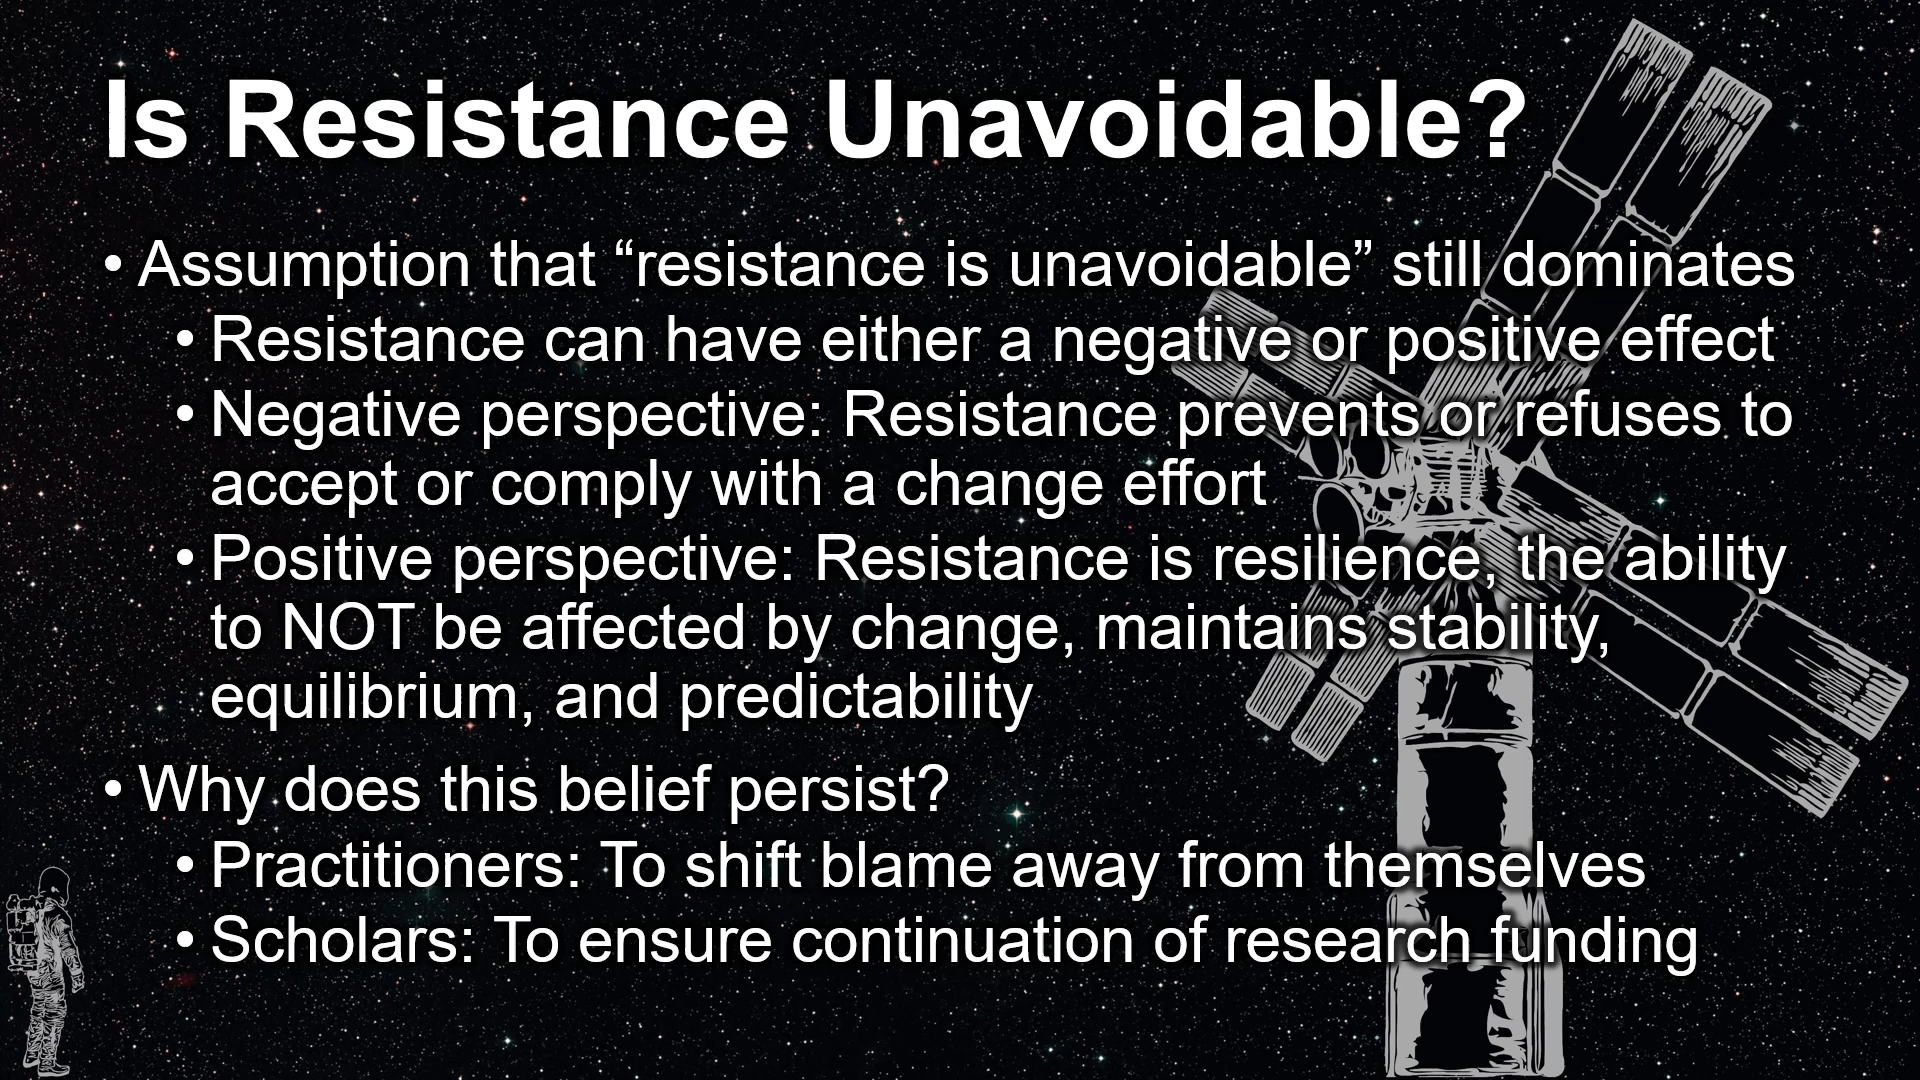 Is Resistance Unavoidable?
• Assumption that “resistance is unavoidable” still dominates
• Resistance can have either a negative or positive effect
• Negative perspective: Resistance prevents or refuses to
accept or comply with a change effort
• Positive perspective: Resistance is resilience, the ability
to NOT be affected by change, maintains stability,
equilibrium, and predictability
• Why does this belief persist?
• Practitioners: To shift blame away from themselves
• Scholars: To ensure continuation of research funding